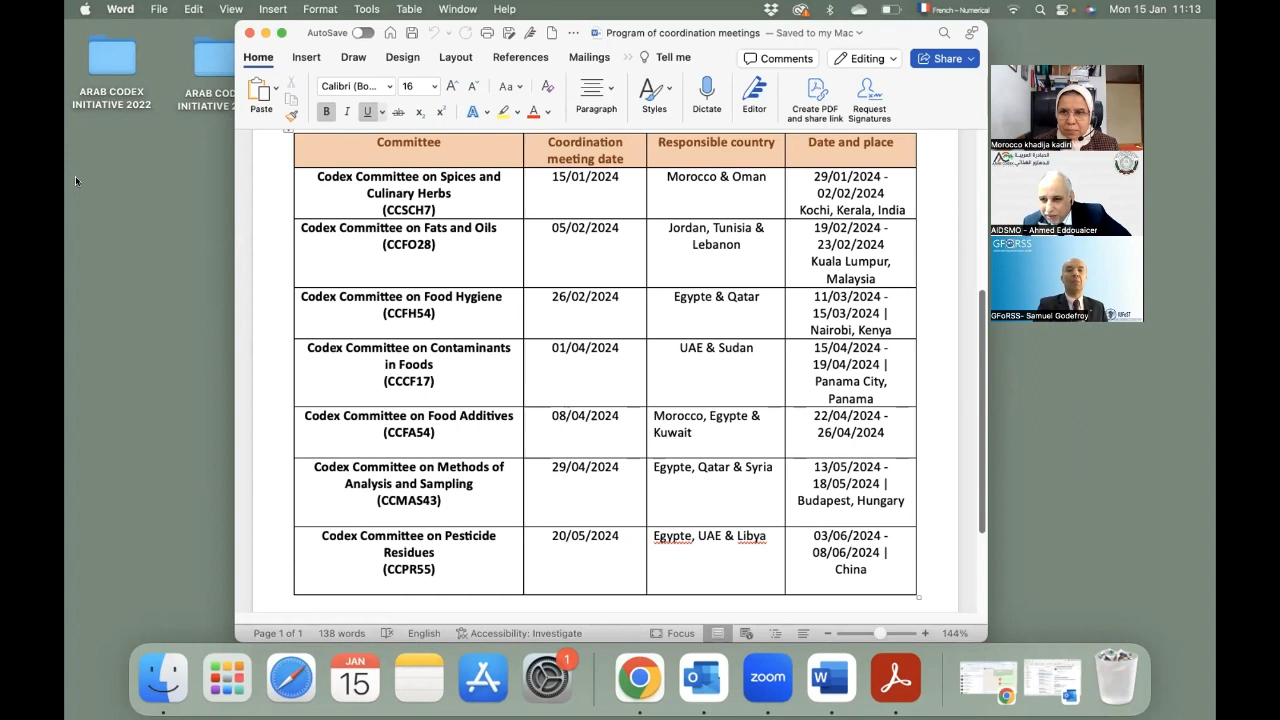 Word File Edit View Insert Format Tools Table Window Help French – Numerical Mon 15 Jan 11:13
ARAB CODEX
INITIATIVE 2022
ARAB COD
INITIATIVE 2
AutoSave Program of coordination meetings — Saved to my Mac
Home Insert Draw Design Layout References Mailings Tell me Comments Editing Share
Paste
Calibri (Bo... 16
Paragraph Styles Dictate Editor
Create PDF
and share link
Request
Signatures
Committee
Coordination
meeting date
Responsible country
Date and place
Codex Committee on Spices and
Culinary Herbs
(CCSCH7)
15/01/2024
Morocco & Oman
29/01/2024 -
02/02/2024
Kochi, Kerala, India
Codex Committee on Fats and Oils
(CCFO28)
05/02/2024
Jordan, Tunisia &
Lebanon
19/02/2024 -
23/02/2024
Kuala Lumpur,
Malaysia
Codex Committee on Food Hygiene
(CCFH54)
26/02/2024
Egypte & Qatar
11/03/2024 -
15/03/2024 |
Nairobi, Kenya
Codex Committee on Contaminants
in Foods
(CCCF17)
01/04/2024
UAE & Sudan
15/04/2024 -
19/04/2024 |
Panama City,
Panama
Codex Committee on Food Additives
(CCFA54)
08/04/2024
Morocco, Egypte &
Kuwait
22/04/2024 -
26/04/2024
Codex Committee on Methods of
Analysis and Sampling
(CCMAS43)
29/04/2024
Egypte, Qatar & Syria
13/05/2024 -
18/05/2024 |
Budapest, Hungary
Codex Committee on Pesticide
Residues
(CCPR55)
20/05/2024
Egypte, UAE & Libya
03/06/2024 -
08/06/2024 |
China
Page 1 of 1 138 words English Accessibility: Investigate Focus 144%
Morocco khadija kadiri
المبادرة العربية
AIDSMO - Ahmed Eddouaicer
GFoRSS
GFoRSS- Samuel Godefroy
IUFoST
JAN
15
1
zoom